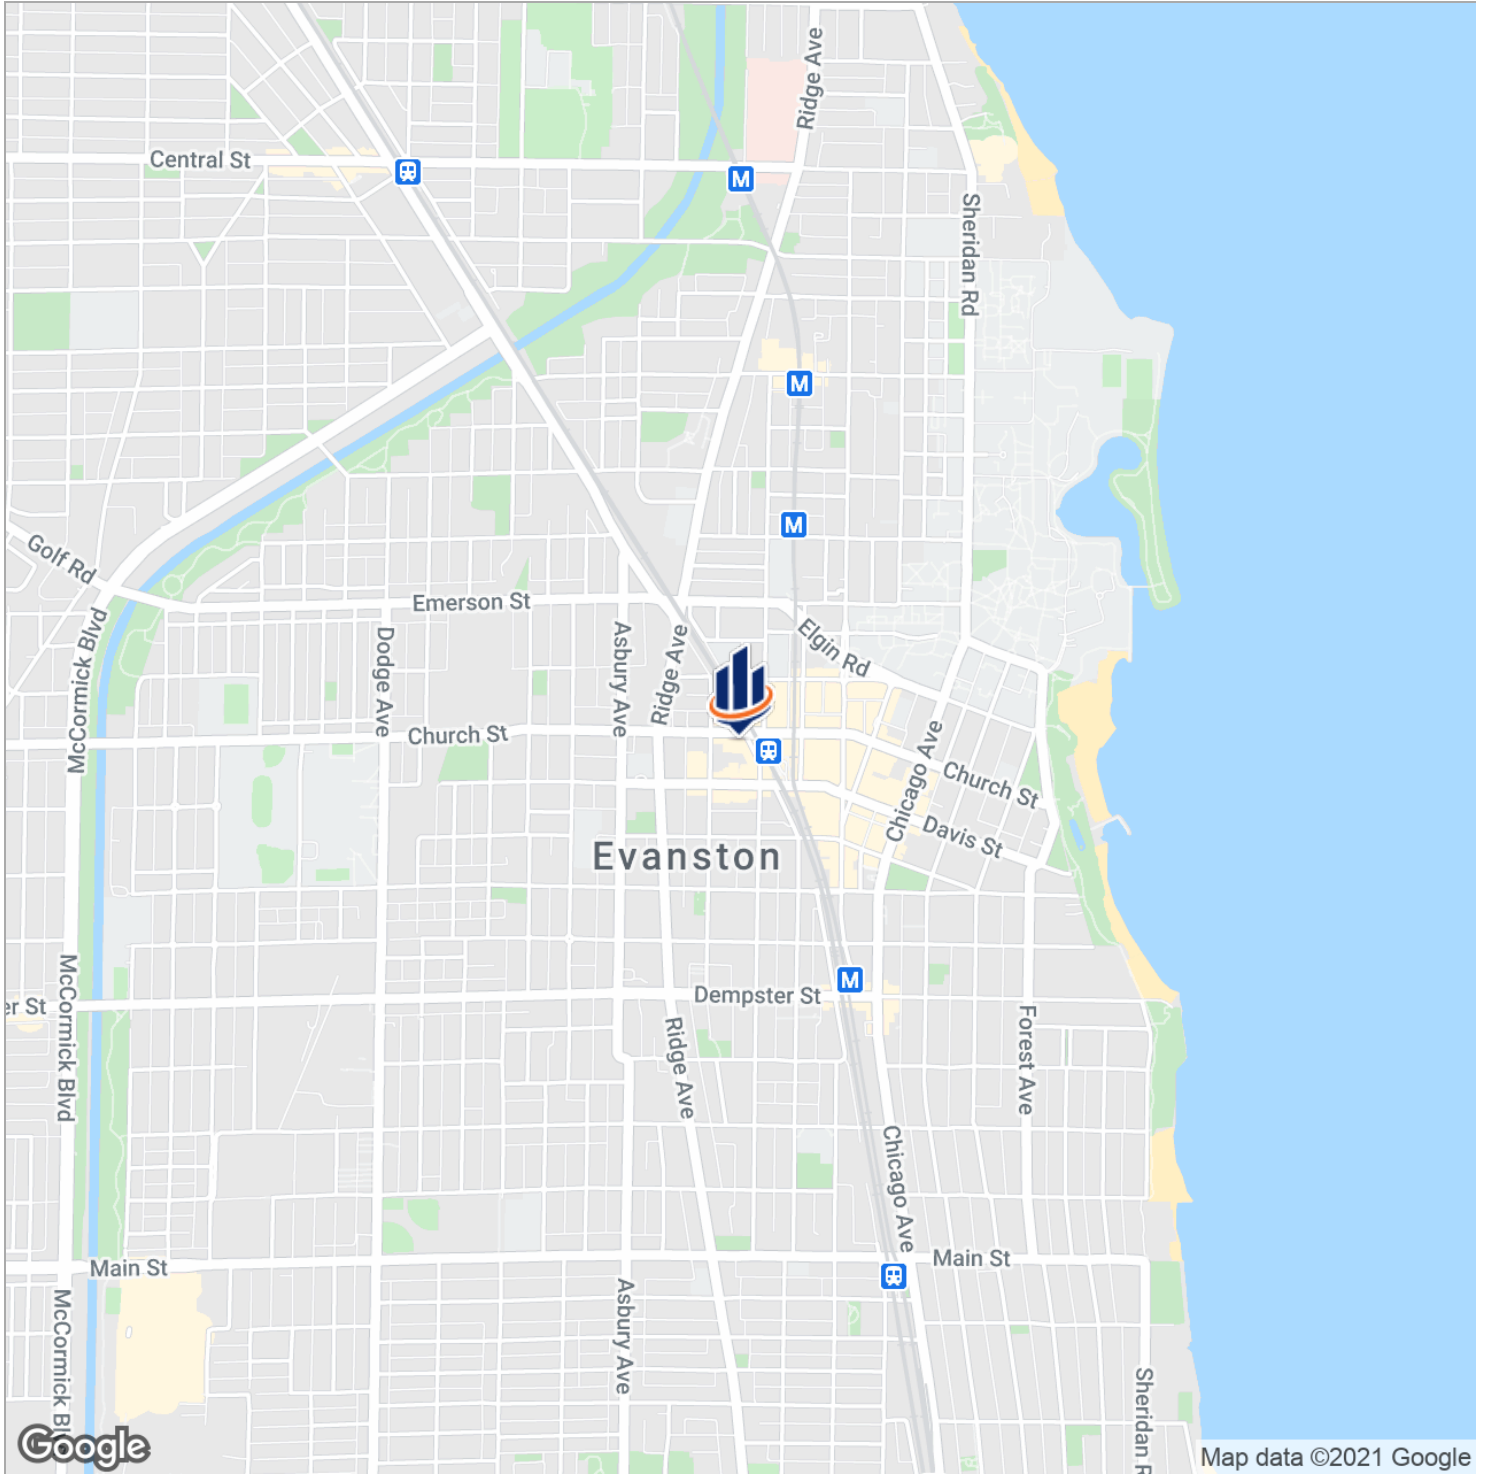 Ridge Ave
Central St
M
Sheridan Rd
M
M
Golf Rd
Emerson St
McCormick Blvd
Dodge Ave
Asbury Ave
Ridge Ave
Elgin Rd
Church St
Chicago Ave
Church St
Davis St
Evanston
McCormick Blvd
M
er St
Dempster St
Ridge Ave
Forest Ave
Chicago Ave
Main St
Main St
McCormick Bl
Asbury Ave
Sheridan R
Google
Map data ©2021 Google